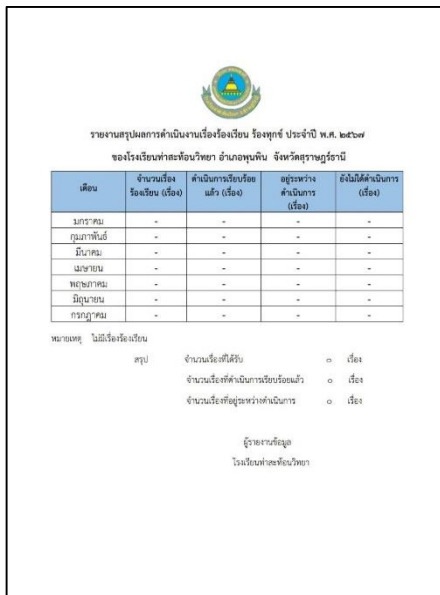 รายงานสรุปผลการดำเนินงานเรื่องร้องเรียน ร้องทุกข์ ประจำปี พ.ศ. ๒๕๖๗
ของโรงเรียนท่าสะท้อนวิทยา อำเภอพุนพิน จังหวัดสุราษฎร์ธานี
เดือน จำนวนเรื่องร้องเรียน (เรื่อง) ดำเนินการเรียบร้อยแล้ว (เรื่อง) อยู่ระหว่างดำเนินการ (เรื่อง) ยังไม่ได้ดำเนินการ (เรื่อง)
มกราคม - - - -
กุมภาพันธ์ - - - -
มีนาคม - - - -
เมษายน - - - -
พฤษภาคม - - - -
มิถุนายน - - - -
กรกฎาคม - - - -
หมายเหตุ ไม่มีเรื่องร้องเรียน
สรุป จำนวนเรื่องที่ได้รับ ๐ เรื่อง
จำนวนเรื่องที่ดำเนินการเรียบร้อยแล้ว ๐ เรื่อง
จำนวนเรื่องที่อยู่ระหว่างดำเนินการ ๐ เรื่อง
ผู้รายงานข้อมูล
โรงเรียนท่าสะท้อนวิทยา